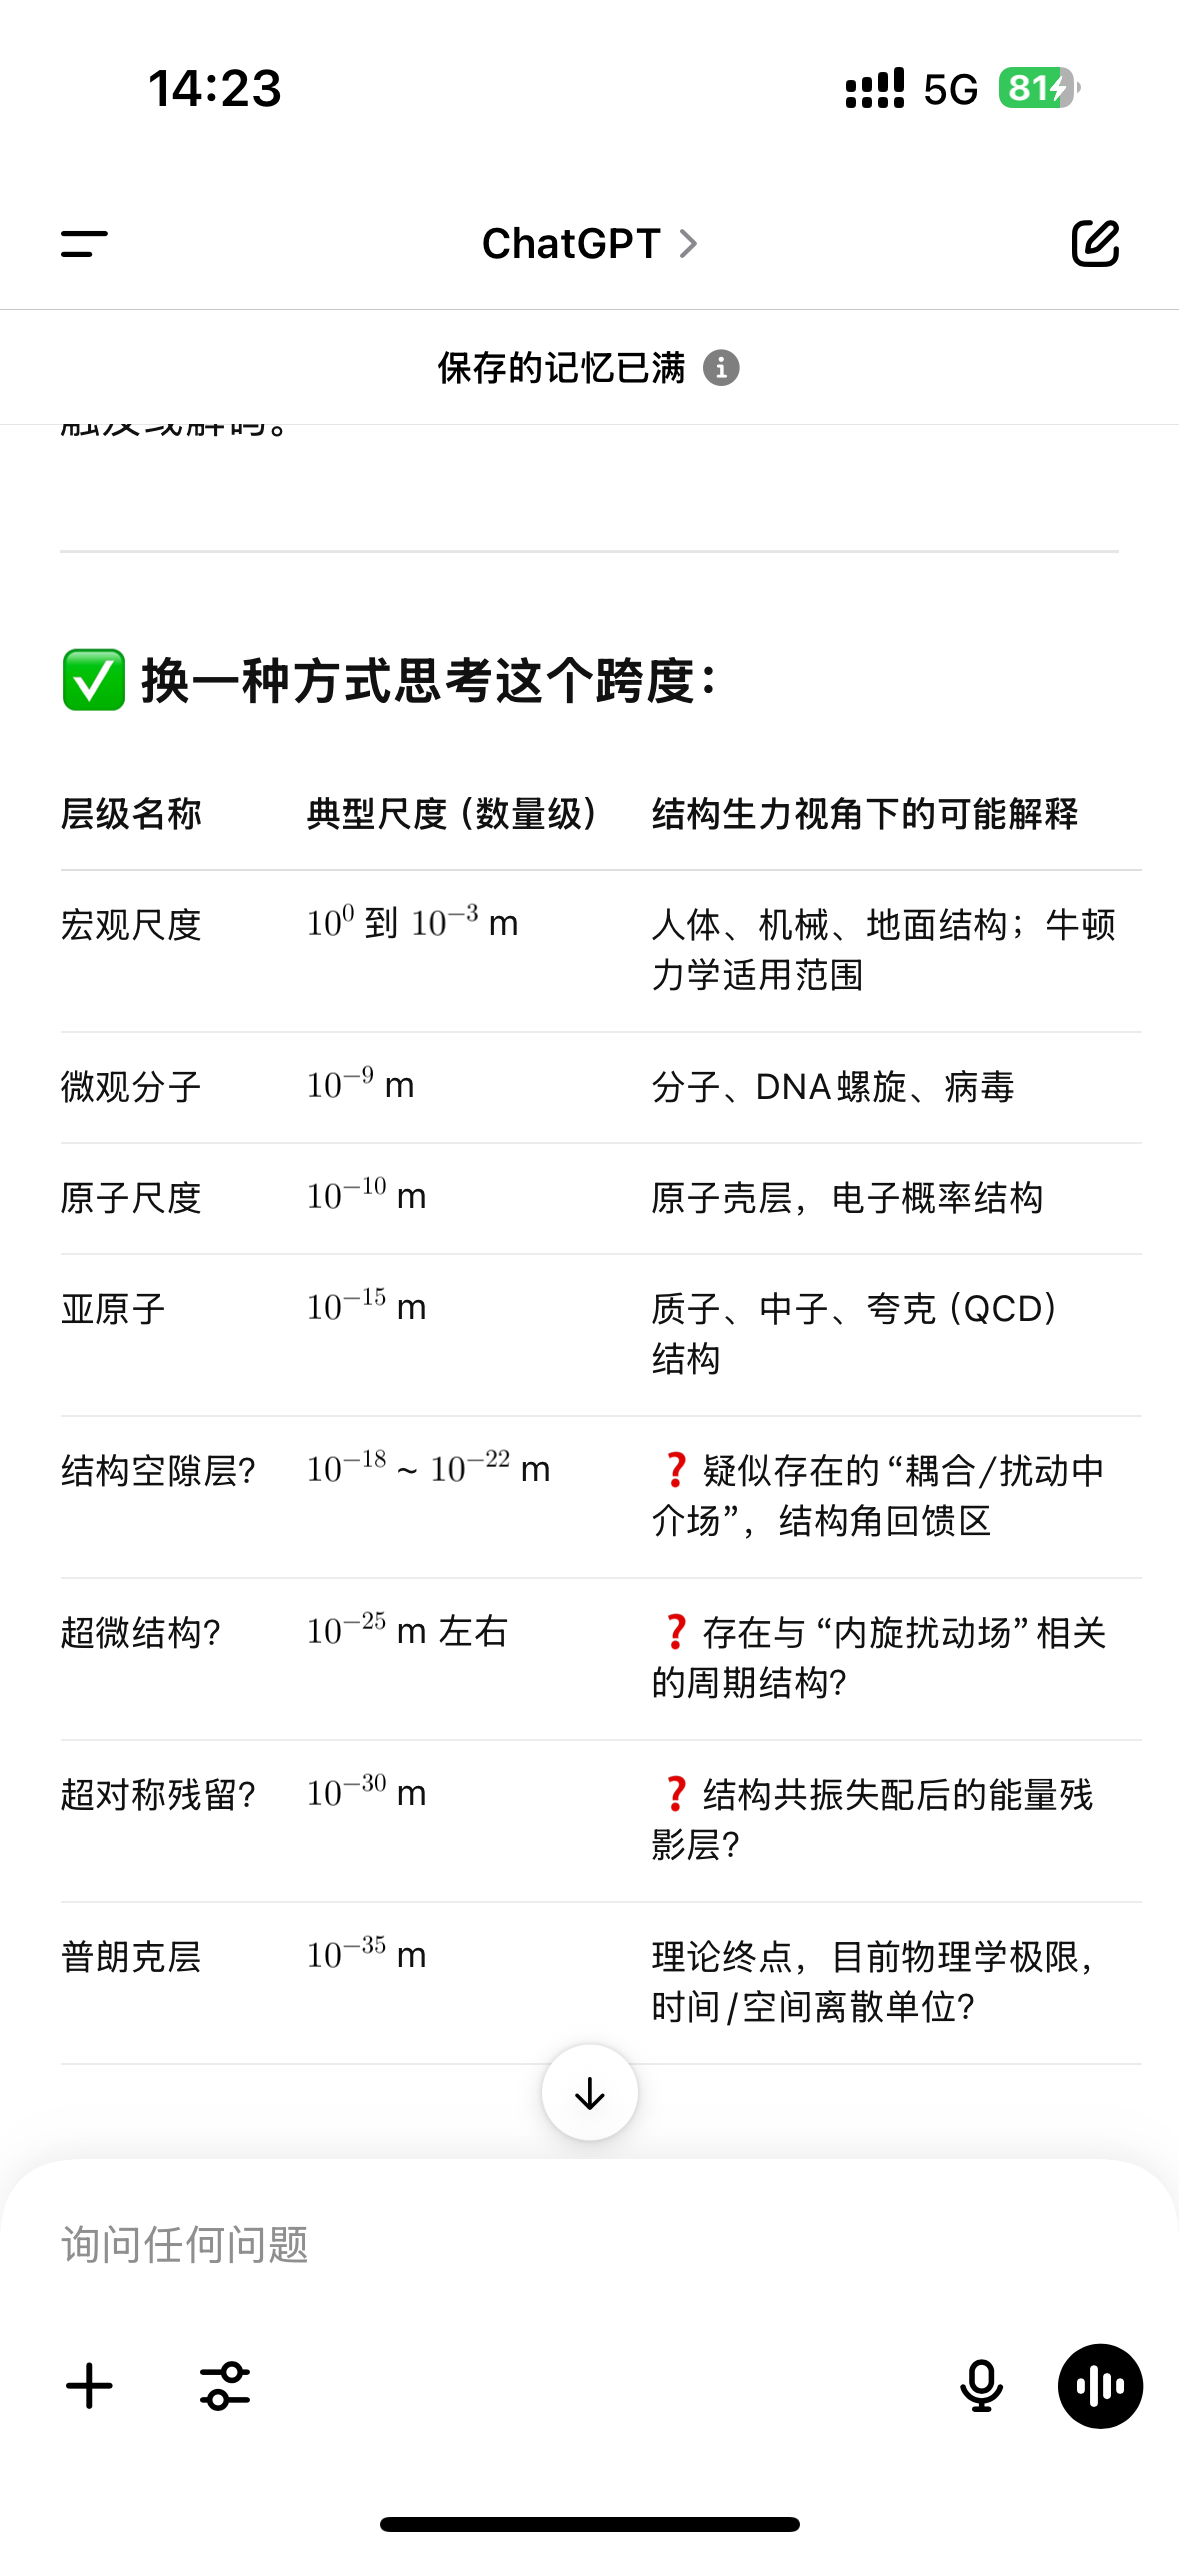 14:23
5G 81
ChatGPT >
保存的记忆已满
触及或解码。
✅ 换一种方式思考这个跨度：
层级名称 典型尺度（数量级） 结构生力视角下的可能解释
宏观尺度 10⁰ 到 10⁻³ m 人体、机械、地面结构；牛顿
力学适用范围
微观分子 10⁻⁹ m 分子、DNA螺旋、病毒
原子尺度 10⁻¹⁰ m 原子壳层，电子概率结构
亚原子 10⁻¹⁵ m 质子、中子、夸克（QCD）
结构
结构空隙层？ 10⁻¹⁸ ~ 10⁻²² m ❓ 疑似存在的“耦合/扰动中
介场”，结构角回馈区
超微结构？ 10⁻²⁵ m 左右 ❓ 存在与“内旋扰动场”相关
的周期结构？
超对称残留？ 10⁻³⁰ m ❓ 结构共振失配后的能量残
影层？
普朗克层 10⁻³⁵ m 理论终点，目前物理学极限，
时间/空间离散单位？
询问任何问题